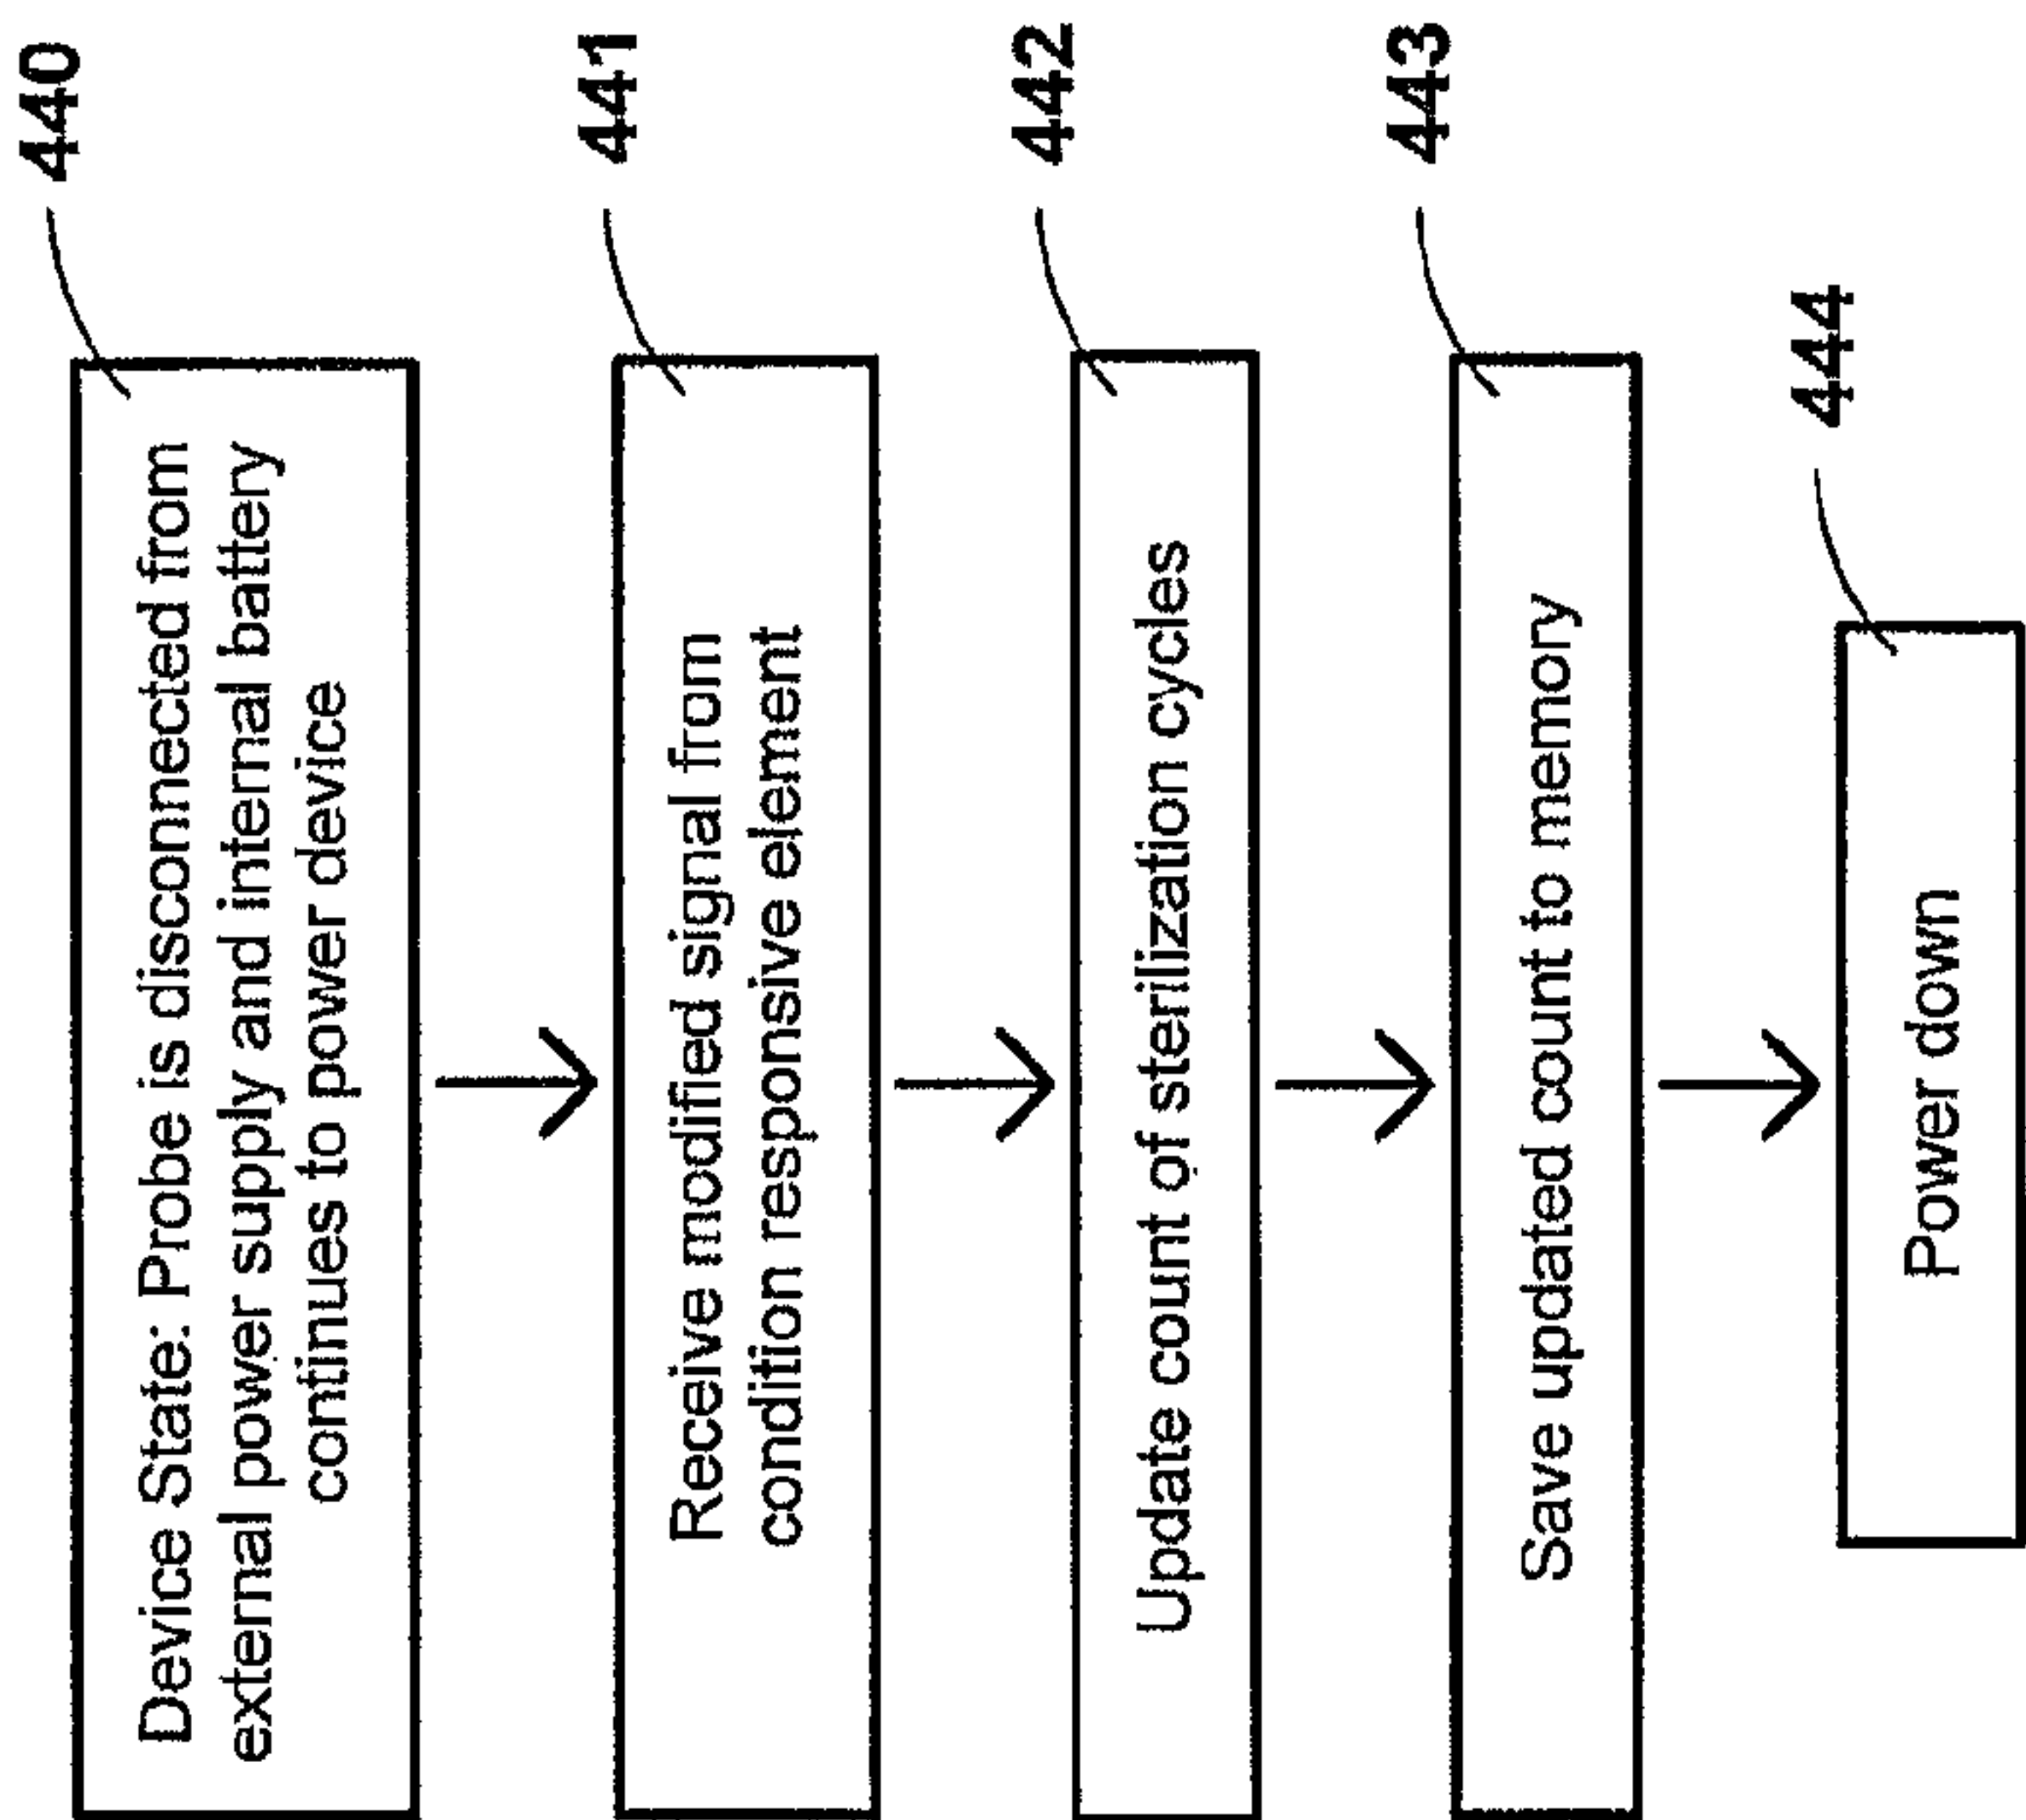 440
Device State: Probe is disconnected from
external power supply and internal battery
continues to power device
441
Receive modified signal from
condition responsive element
442
Update count of sterilization cycles
443
Save updated count to memory
444
Power down